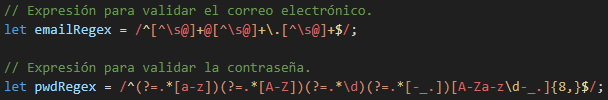 // Expresión para validar el correo electrónico.
let emailRegex = /^[^\s@]+@[^\s@]+\.[^\s@]+$/;
// Expresión para validar la contraseña.
let pwdRegex = /^(?=.*[a-z])(?=.*[A-Z])(?=.*\d)(?=.*[-_.])[A-Za-z\d-_.]{8,}$/;